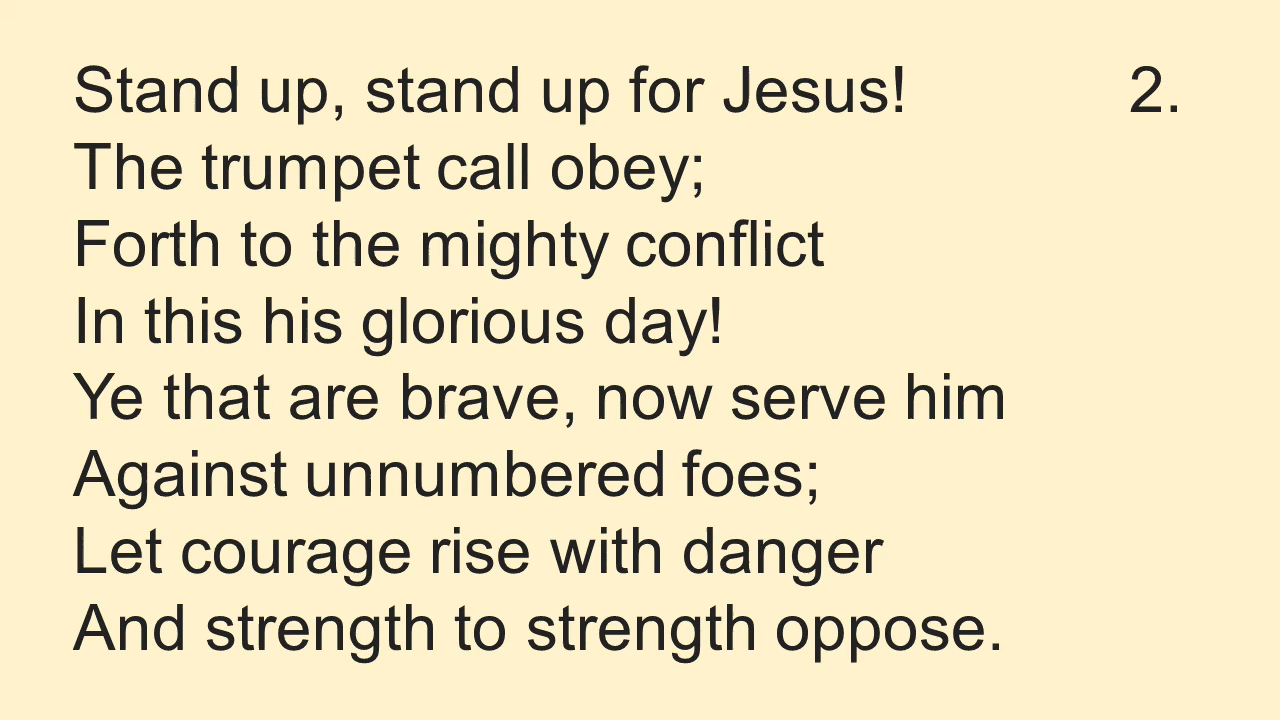 Stand up, stand up for Jesus! 2.
The trumpet call obey;
Forth to the mighty conflict
In this his glorious day!
Ye that are brave, now serve him
Against unnumbered foes;
Let courage rise with danger
And strength to strength oppose.